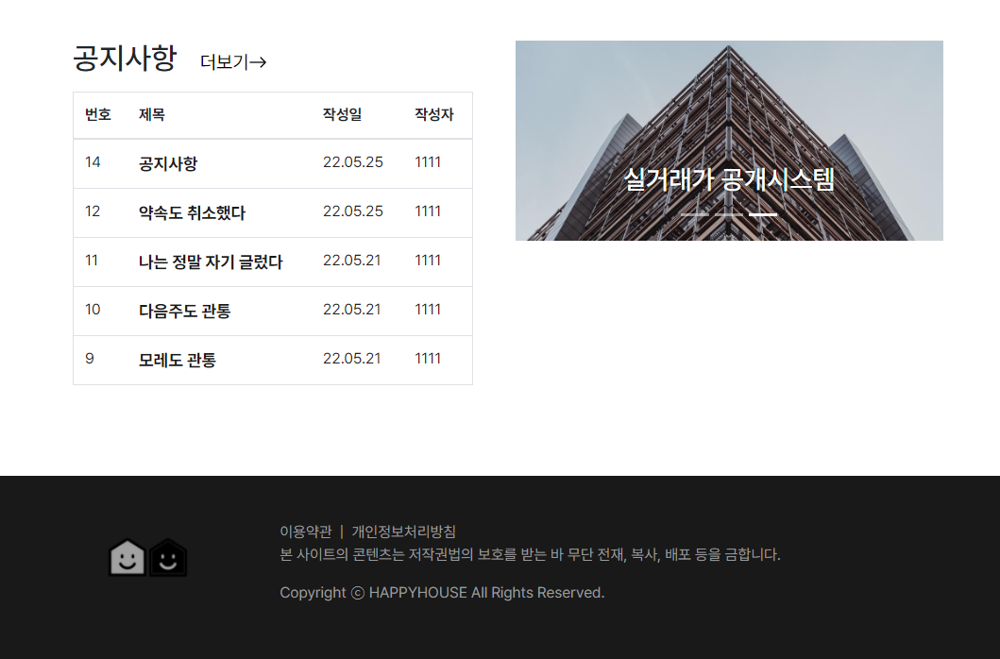 공지사항 더보기→
번호 제목 작성일 작성자
14 공지사항 22.05.25 1111
12 약속도 취소했다 22.05.25 1111
11 나는 정말 자기 글렀다 22.05.21 1111
10 다음주도 관통 22.05.21 1111
9 모레도 관통 22.05.21 1111
실거래가 공개시스템
이용약관 | 개인정보처리방침
본 사이트의 콘텐츠는 저작권법의 보호를 받는 바 무단 전재, 복사, 배포 등을 금합니다.
Copyright ⓒ HAPPYHOUSE All Rights Reserved.